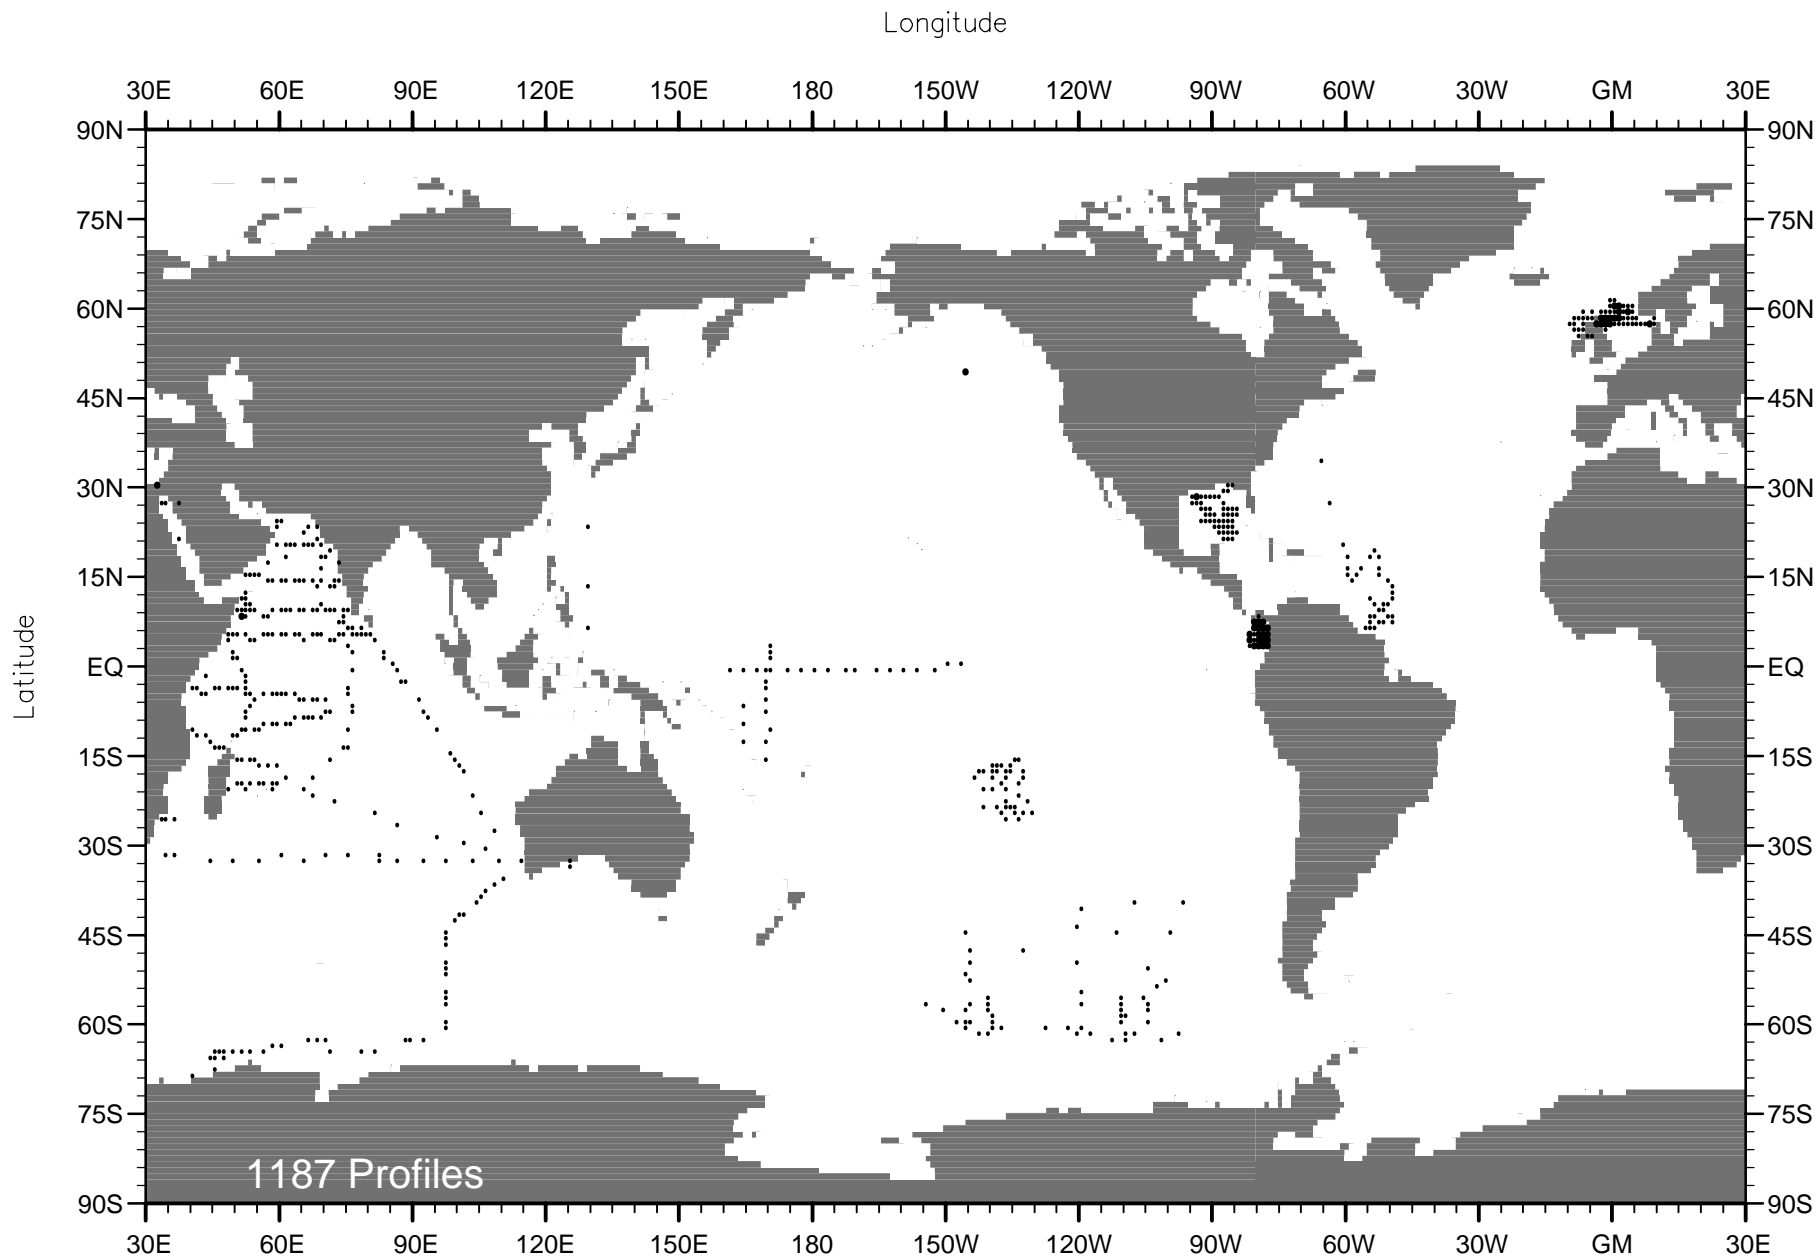 Longitude
30E 60E 90E 120E 150E 180 150W 120W 90W 60W 30W GM 30E
90N 90N
75N 75N
60N 60N
45N 45N
30N 30N
15N 15N
Latitude
EQ EQ
15S 15S
30S 30S
45S 45S
60S 60S
75S 75S
1187 Profiles
90S 90S
30E 60E 90E 120E 150E 180 150W 120W 90W 60W 30W GM 30E